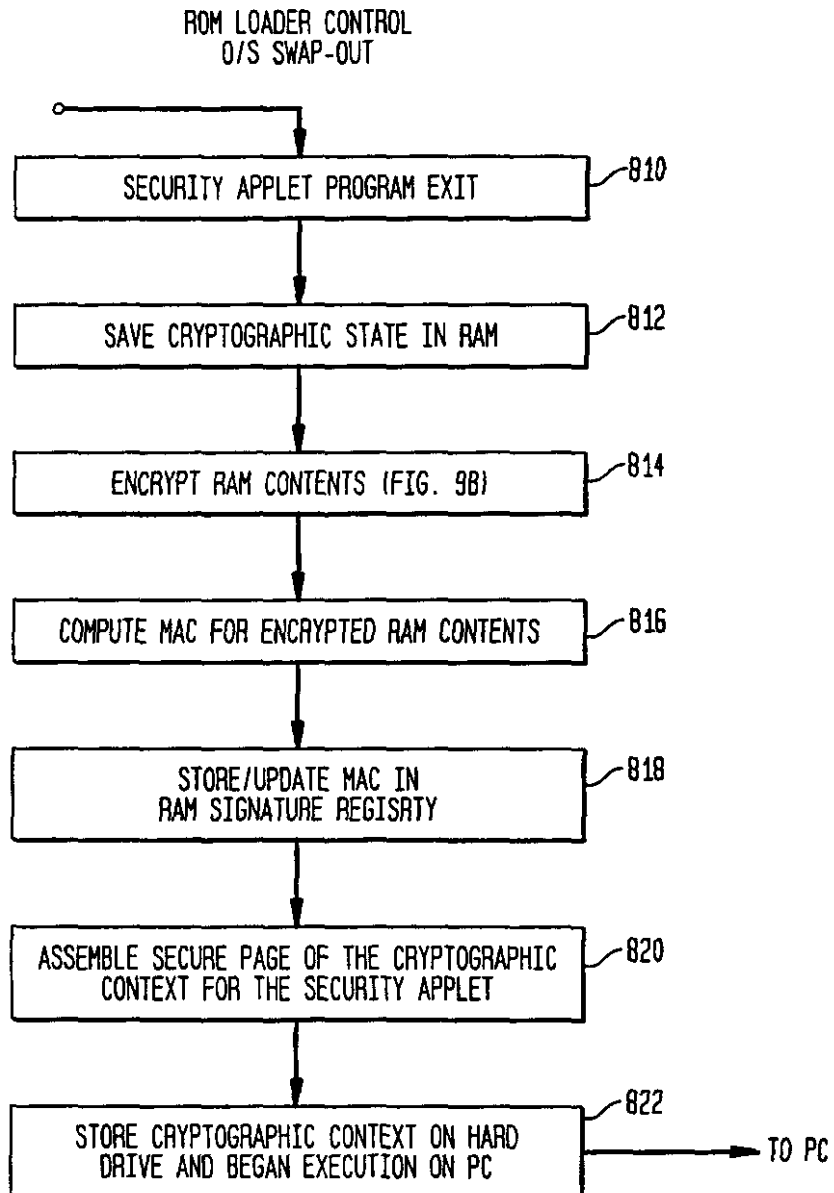 ROM LOADER CONTROL
O/S SWAP-OUT
SECURITY APPLET PROGRAM EXIT
810
SAVE CRYPTOGRAPHIC STATE IN RAM
812
ENCRYPT RAM CONTENTS (FIG. 9B)
814
COMPUTE MAC FOR ENCRYPTED RAM CONTENTS
816
STORE/UPDATE MAC IN
RAM SIGNATURE REGISRTY
818
ASSEMBLE SECURE PAGE OF THE CRYPTOGRAPHIC
CONTEXT FOR THE SECURITY APPLET
820
STORE CRYPTOGRAPHIC CONTEXT ON HARD
DRIVE AND BEGAN EXECUTION ON PC
822
TO PC